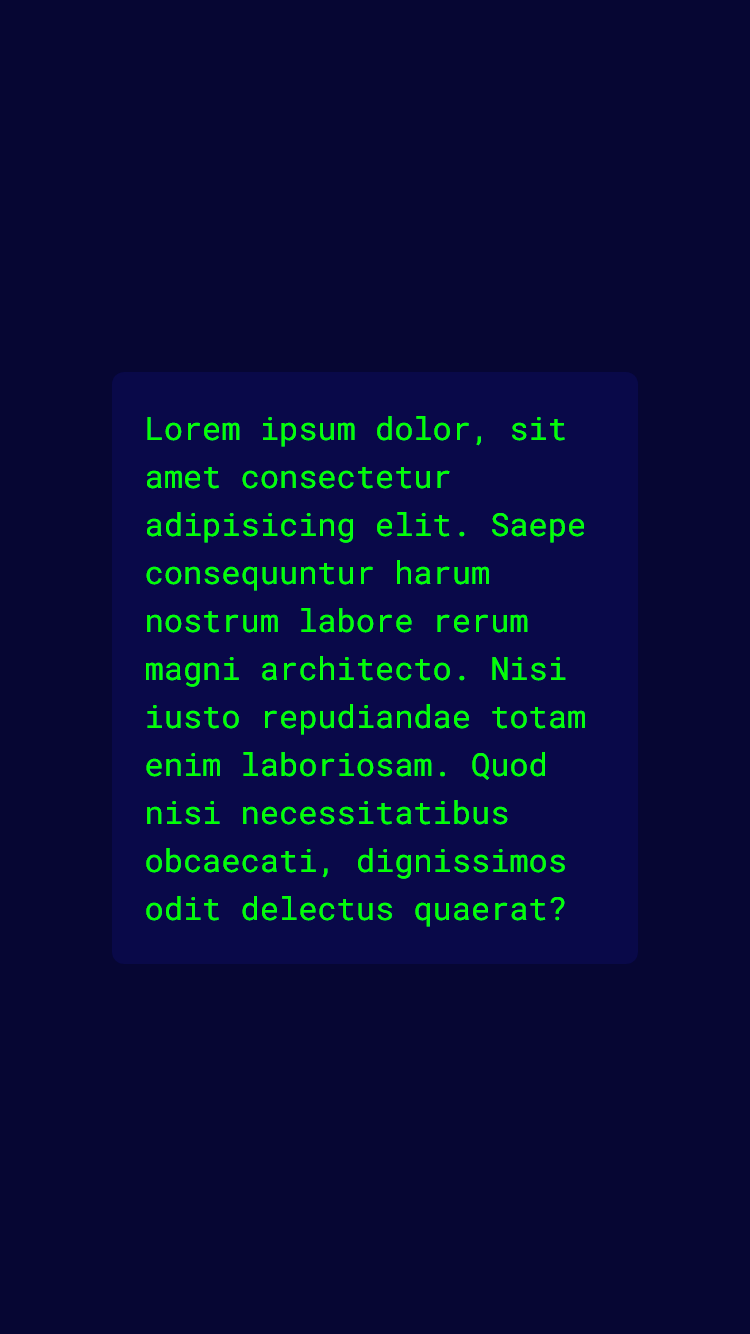 Lorem ipsum dolor, sit
amet consectetur
adipisicing elit. Saepe
consequuntur harum
nostrum labore rerum
magni architecto. Nisi
iusto repudiandae totam
enim laboriosam. Quod
nisi necessitatibus
obcaecati, dignissimos
odit delectus quaerat?